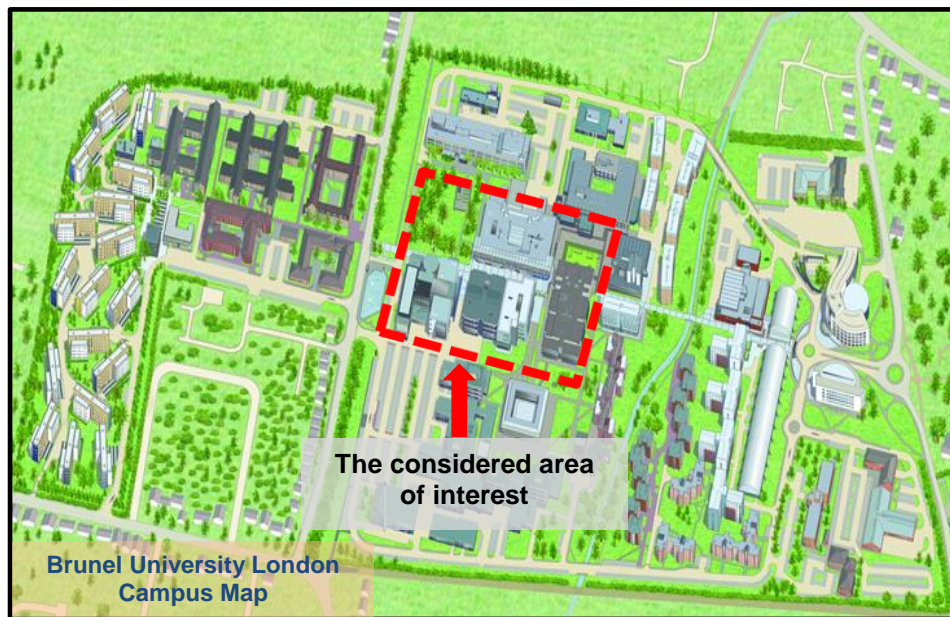 The considered area
of interest
Brunel University London
Campus Map